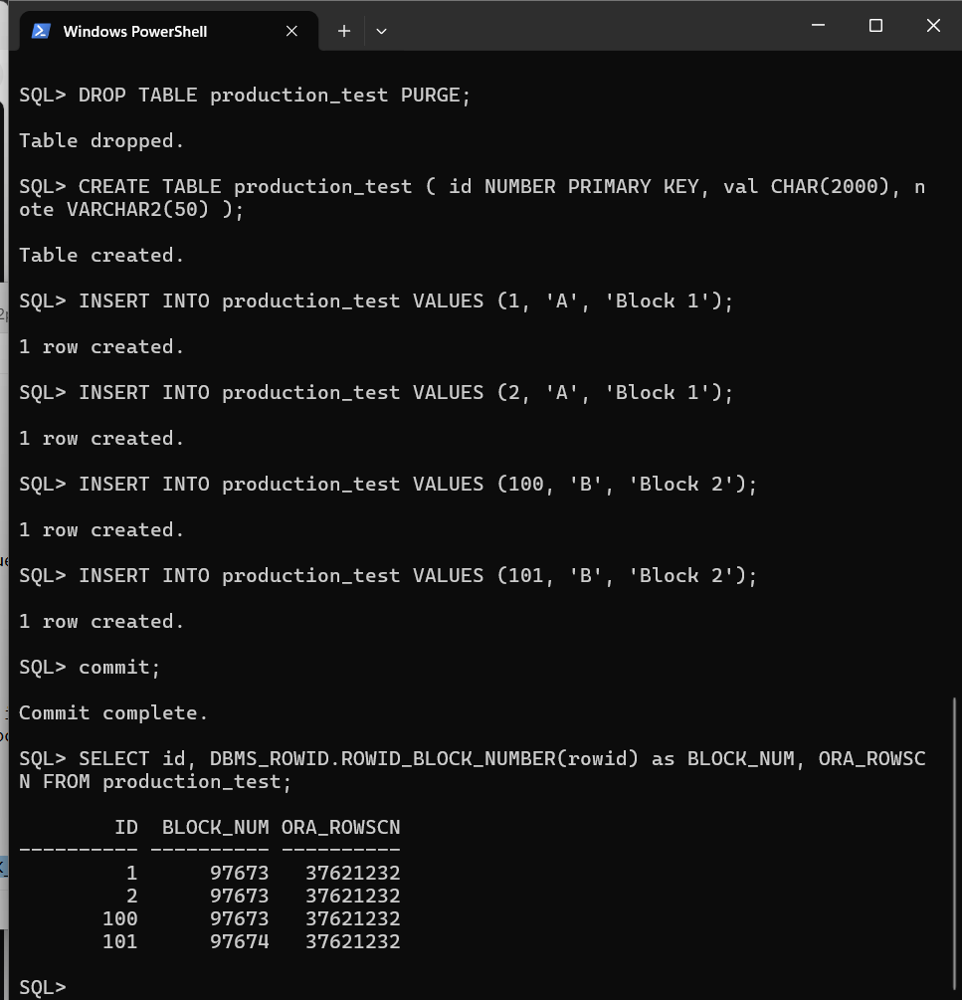 Windows PowerShell
SQL> DROP TABLE production_test PURGE;
Table dropped.
SQL> CREATE TABLE production_test ( id NUMBER PRIMARY KEY, val CHAR(2000), n
ote VARCHAR2(50) );
Table created.
SQL> INSERT INTO production_test VALUES (1, 'A', 'Block 1');
1 row created.
SQL> INSERT INTO production_test VALUES (2, 'A', 'Block 1');
1 row created.
SQL> INSERT INTO production_test VALUES (100, 'B', 'Block 2');
1 row created.
SQL> INSERT INTO production_test VALUES (101, 'B', 'Block 2');
1 row created.
SQL> commit;
Commit complete.
SQL> SELECT id, DBMS_ROWID.ROWID_BLOCK_NUMBER(rowid) as BLOCK_NUM, ORA_ROWSC
N FROM production_test;
ID BLOCK_NUM ORA_ROWSCN
---------- ---------- ----------
1 97673 37621232
2 97673 37621232
100 97673 37621232
101 97674 37621232
SQL>